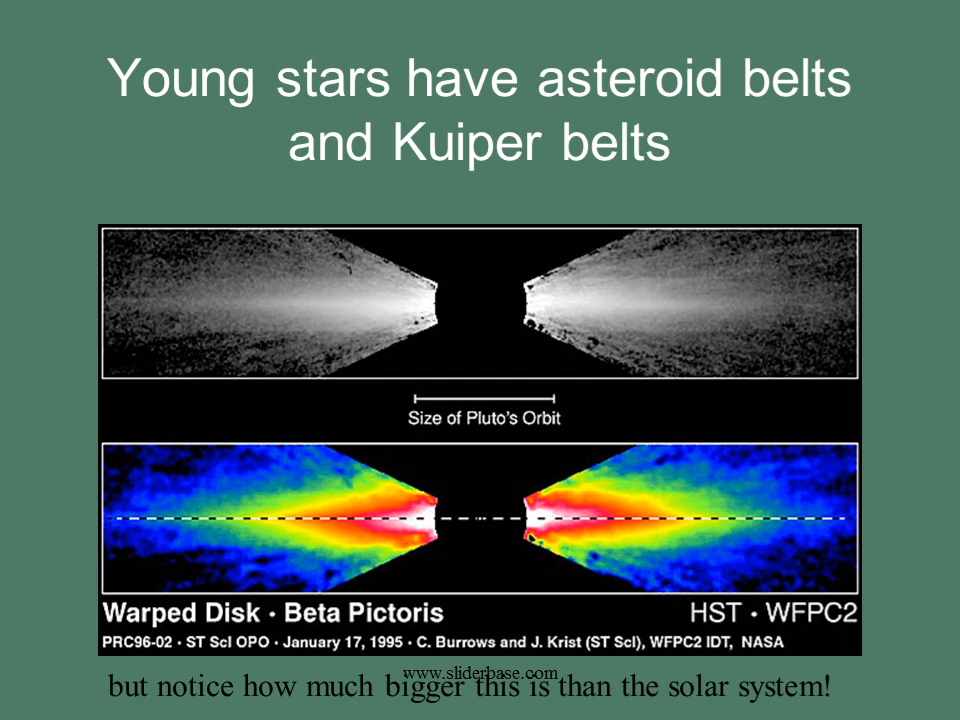 Young stars have asteroid belts
and Kuiper belts
Size of Pluto's Orbit
Warped Disk · Beta Pictoris HST · WFPC2
PRC96-02 · ST ScI OPO · January 17, 1995 · C. Burrows and J. Krist (ST ScI), WFPC2 IDT, NASA
www.sliderbase.com
but notice how much bigger this is than the solar system!